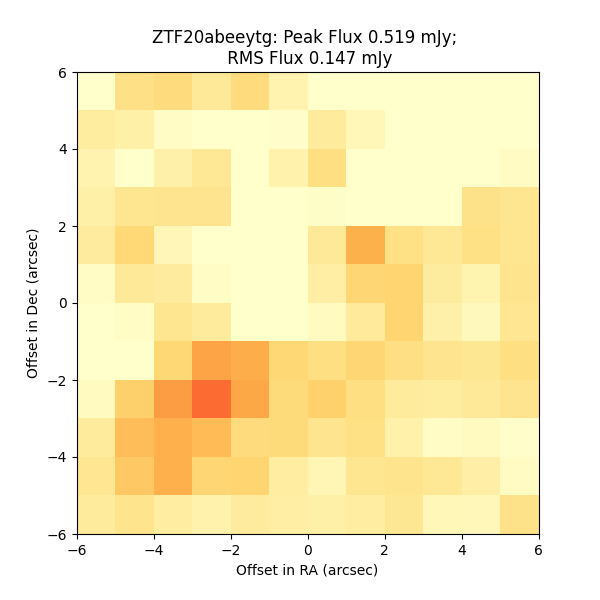 ZTF20abeeytg: Peak Flux 0.519 mJy;
RMS Flux 0.147 mJy
6
4
2
0
−2
−4
−6
Offset in Dec (arcsec)
−6 −4 −2 0 2 4 6
Offset in RA (arcsec)